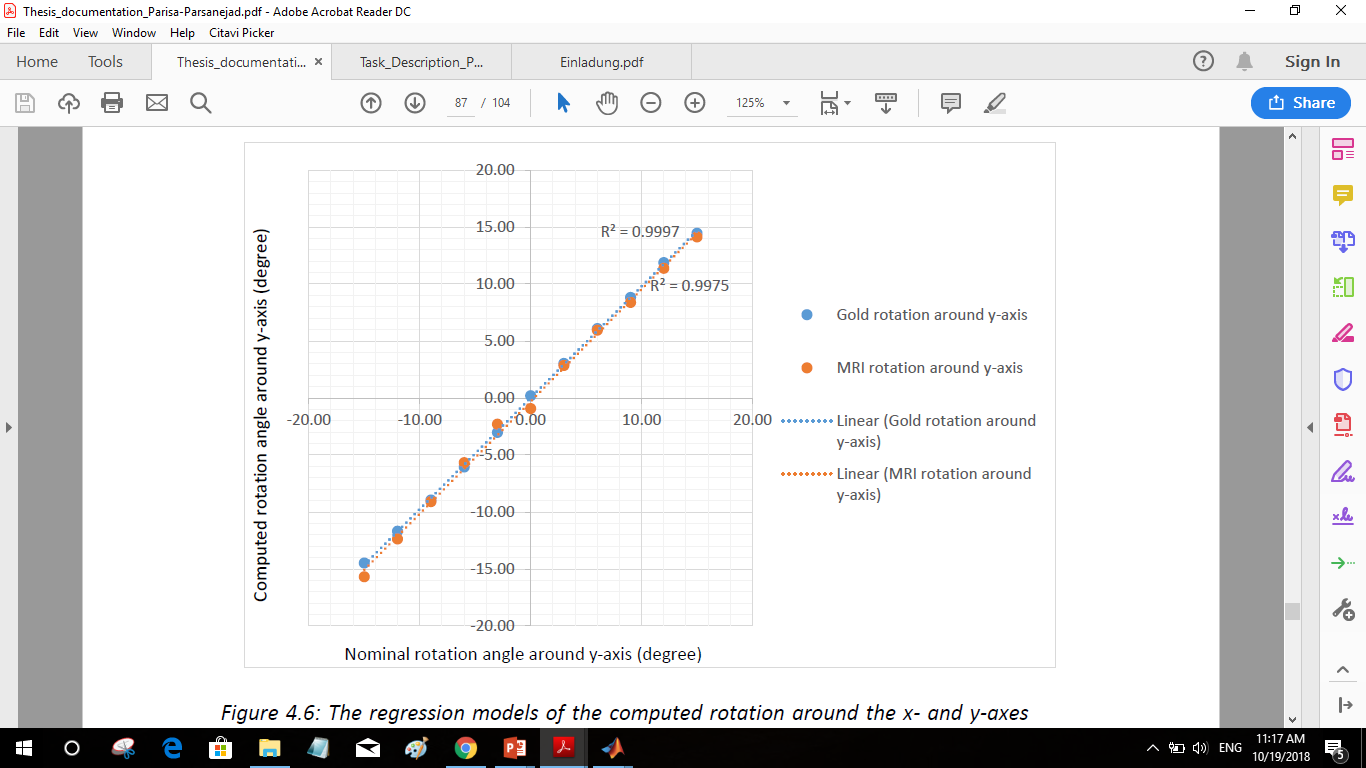 Thesis_documentation_Parisa-Parsanejad.pdf - Adobe Acrobat Reader DC
File Edit View Window Help Citavi Picker
Home Tools Thesis_documentati... × Task_Description_P... Einladung.pdf Sign In
87 / 104 125% Share
20.00
15.00
R² = 0.9997
10.00
R² = 0.9975
5.00
0.00
-20.00 -10.00 0.00 10.00 20.00
-5.00
-10.00
-15.00
-20.00
Computed rotation angle around y-axis (degree)
Nominal rotation angle around y-axis (degree)
Gold rotation around y-axis
MRI rotation around y-axis
Linear (Gold rotation around
y-axis)
Linear (MRI rotation around
y-axis)
Figure 4.6: The regression models of the computed rotation around the x- and y-axes
ENG
11:17 AM
10/19/2018
5